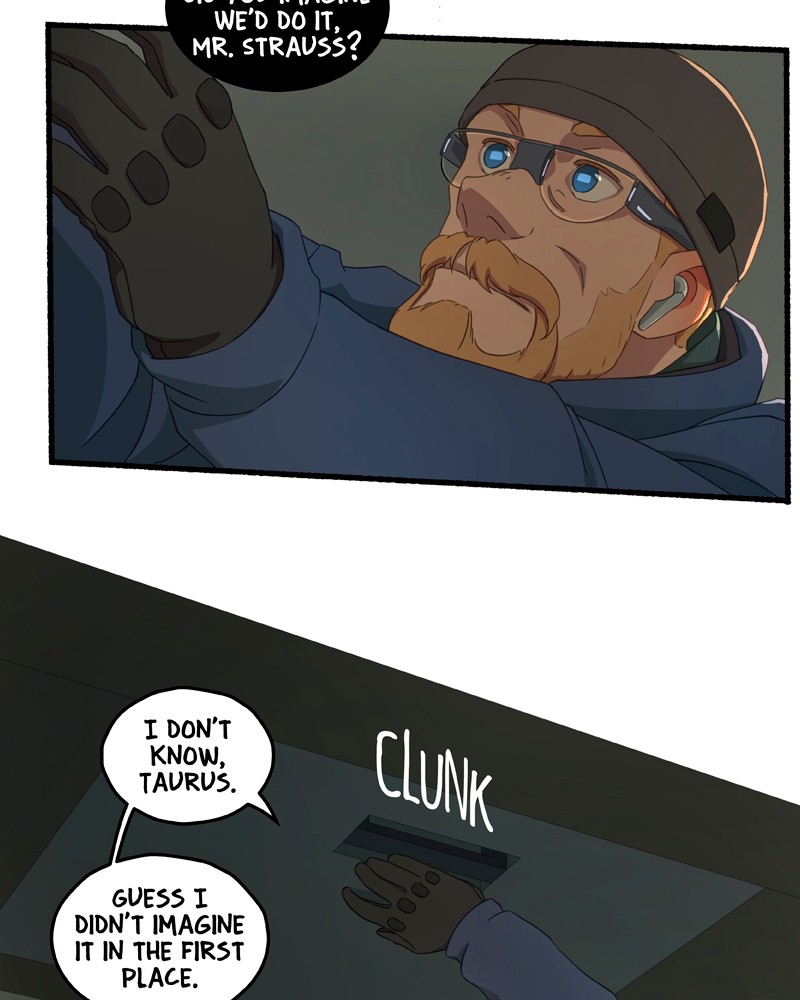 WE'D DO IT,
MR. STRAUSS?
I DON'T
KNOW,
TAURUS.
CLUNK
GUESS I
DIDN'T IMAGINE
IT IN THE FIRST
PLACE.